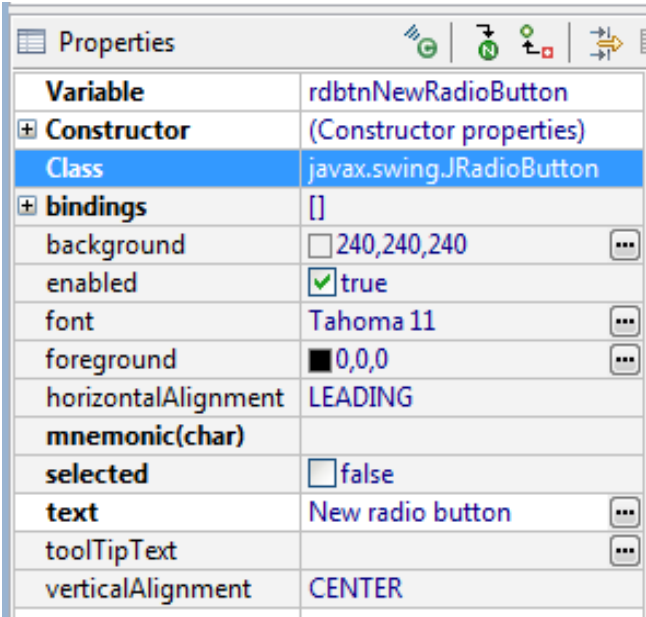 Properties
Variable rdbtnNewRadioButton
Constructor (Constructor properties)
Class javax.swing.JRadioButton
bindings []
background 240,240,240
enabled true
font Tahoma 11
foreground 0,0,0
horizontalAlignment LEADING
mnemonic(char)
selected false
text New radio button
toolTipText
verticalAlignment CENTER